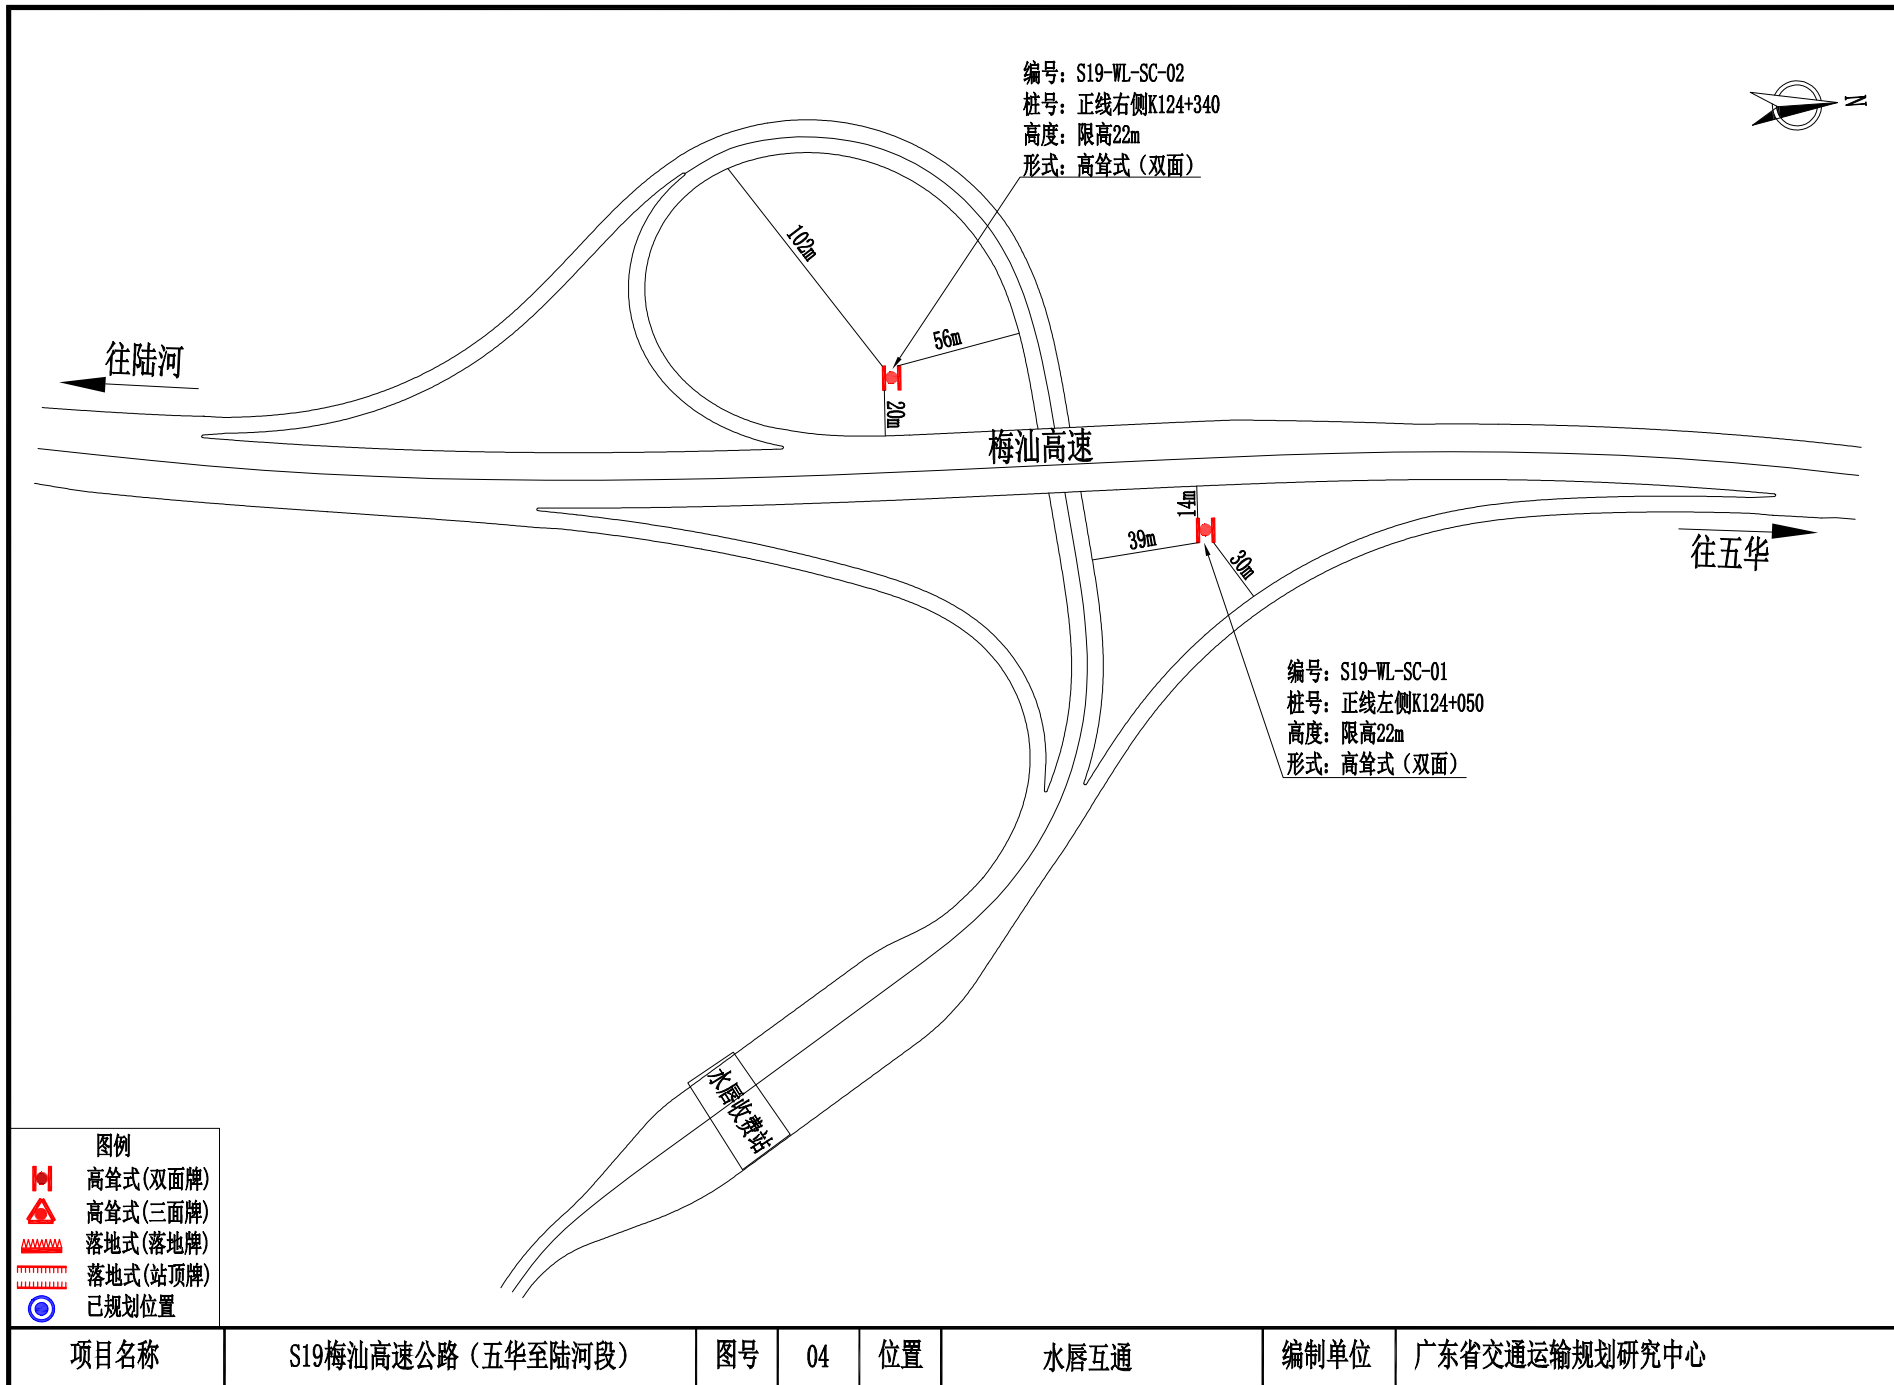 编号：S19-WL-SC-02
桩号：正线右侧K124+340
高度：限高22m
形式：高耸式（双面）
N
102m
56m
20m
往陆河
梅汕高速
14m
39m
30m
往五华
编号：S19-WL-SC-01
桩号：正线左侧K124+050
高度：限高22m
形式：高耸式（双面）
水唇收费站
图例
高耸式(双面牌)
高耸式(三面牌)
落地式(落地牌)
落地式(站顶牌)
已规划位置
项目名称 S19梅汕高速公路（五华至陆河段） 图号 04 位置 水唇互通 编制单位 广东省交通运输规划研究中心